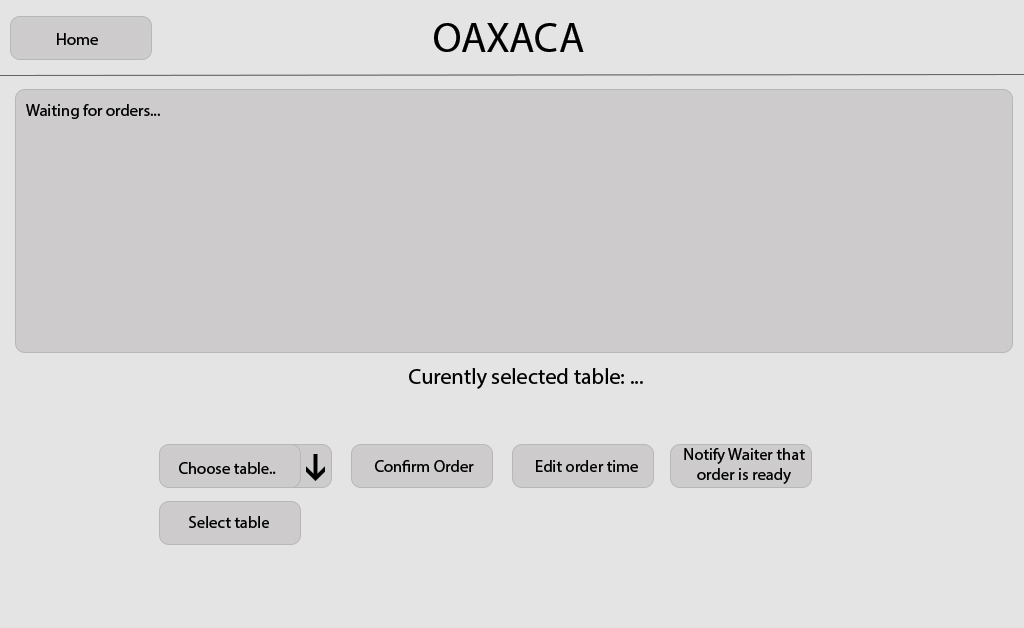 Home
OAXACA
Waiting for orders...
Curently selected table: ...
Choose table..
Confirm Order
Edit order time
Notify Waiter that
order is ready
Select table